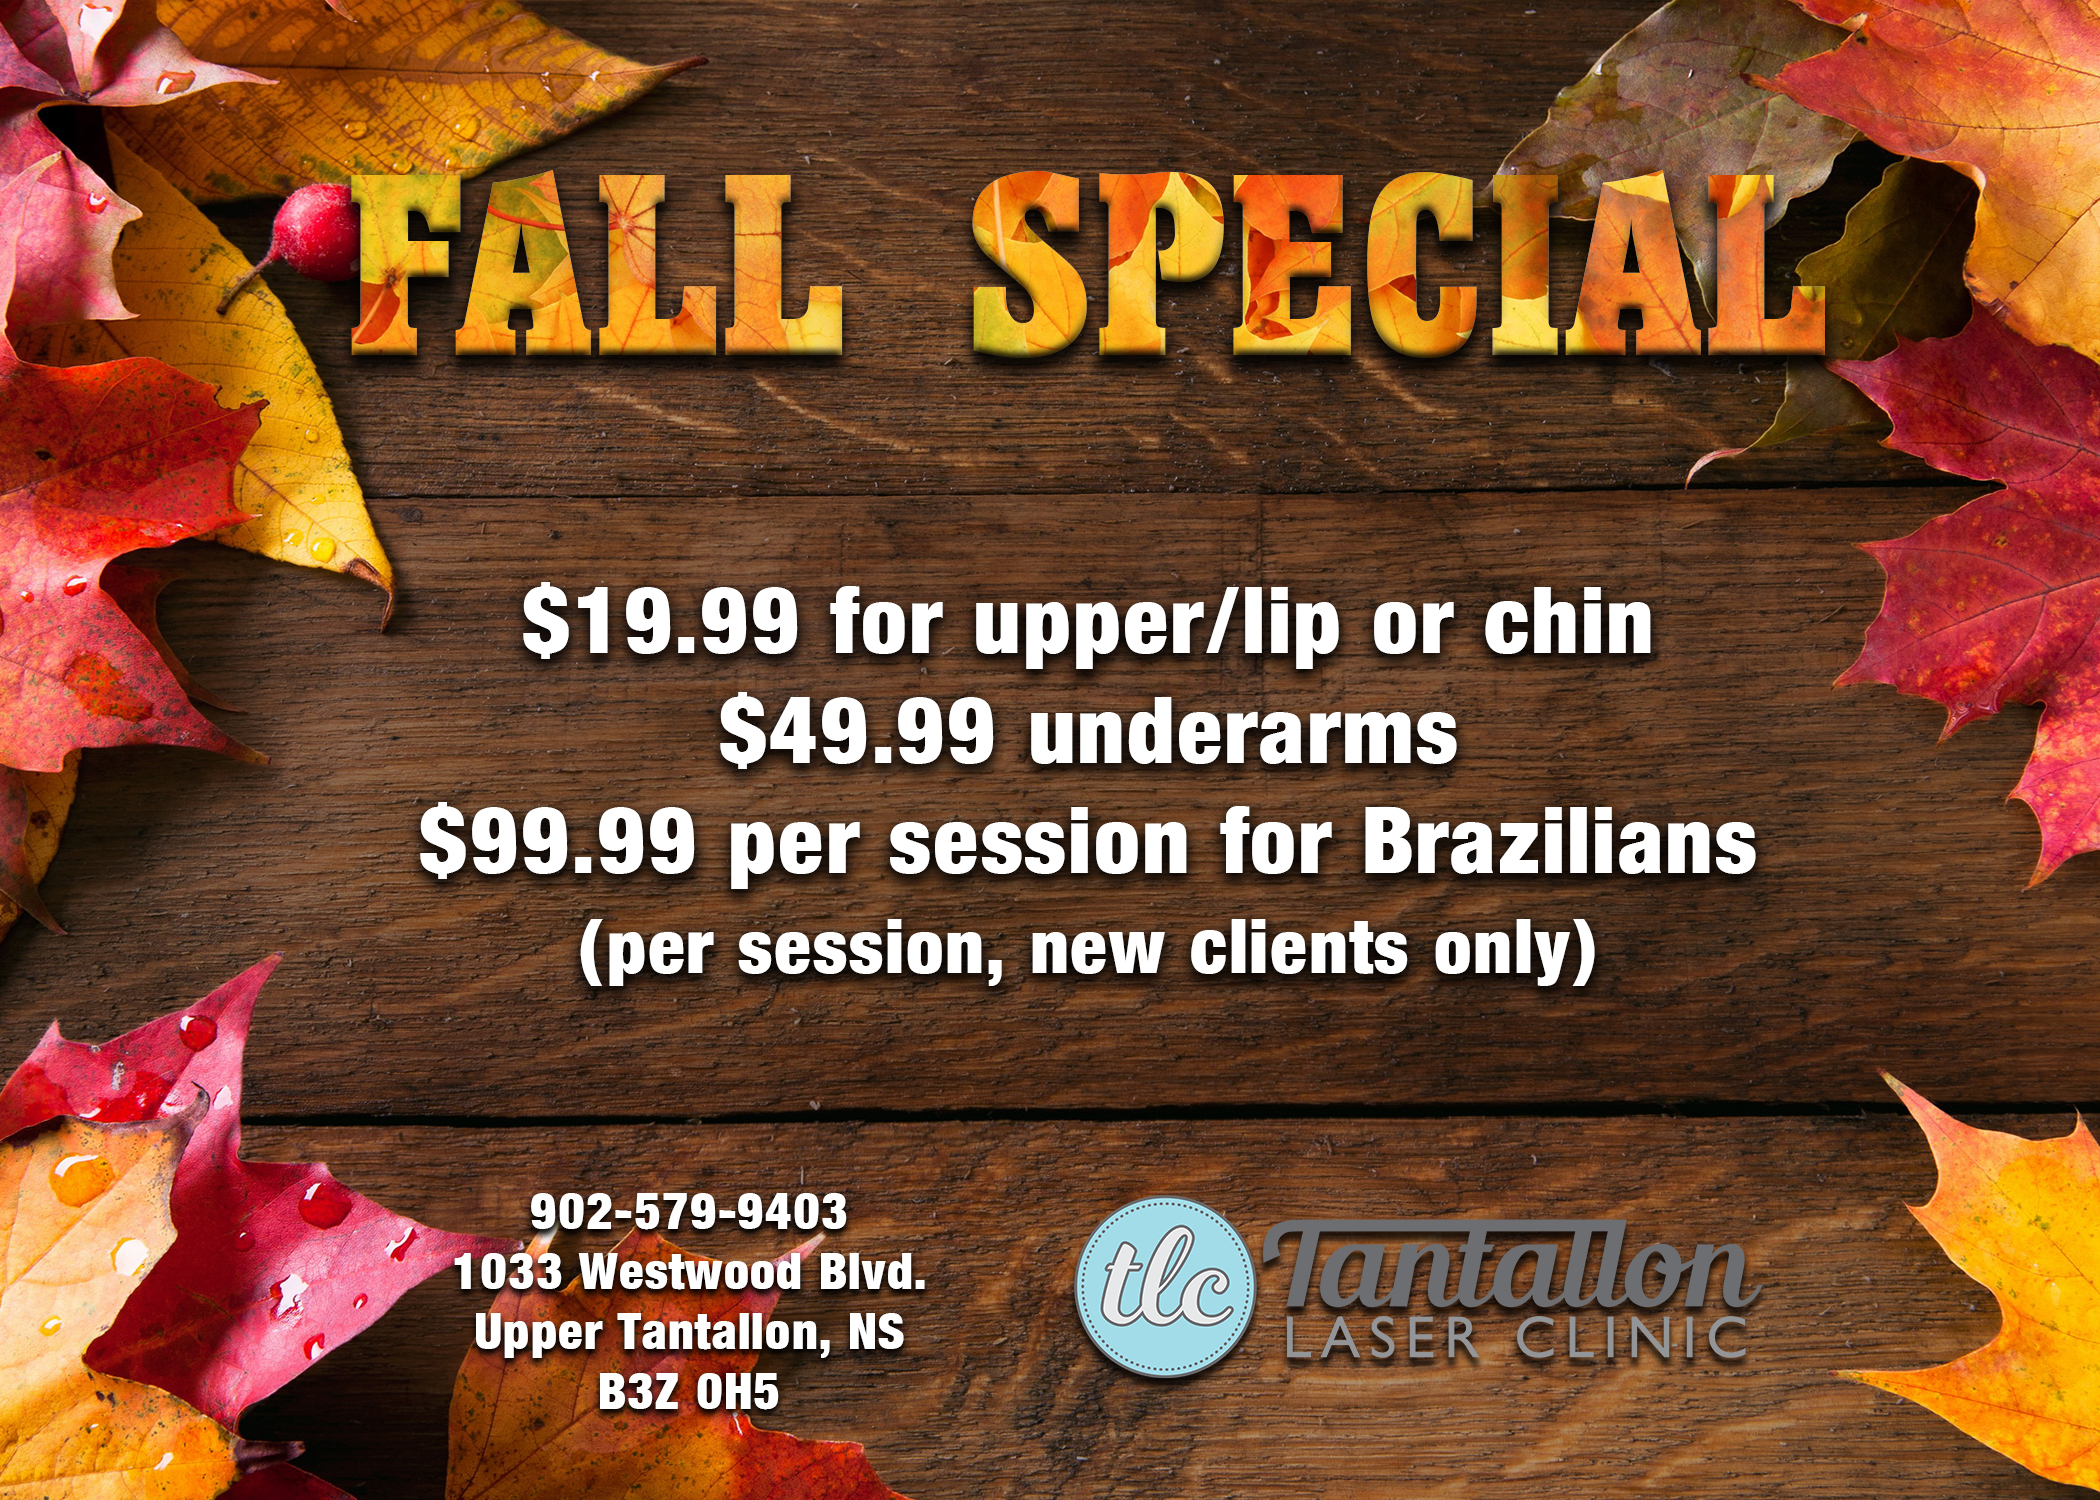 FALL SPECIAL
$19.99 for upper/lip or chin
$49.99 underarms
$99.99 per session for Brazilians
(per session, new clients only)
902-579-9403
1033 Westwood Blvd.
Upper Tantallon, NS
B3Z 0H5
tlc Tantallon
LASER CLINIC